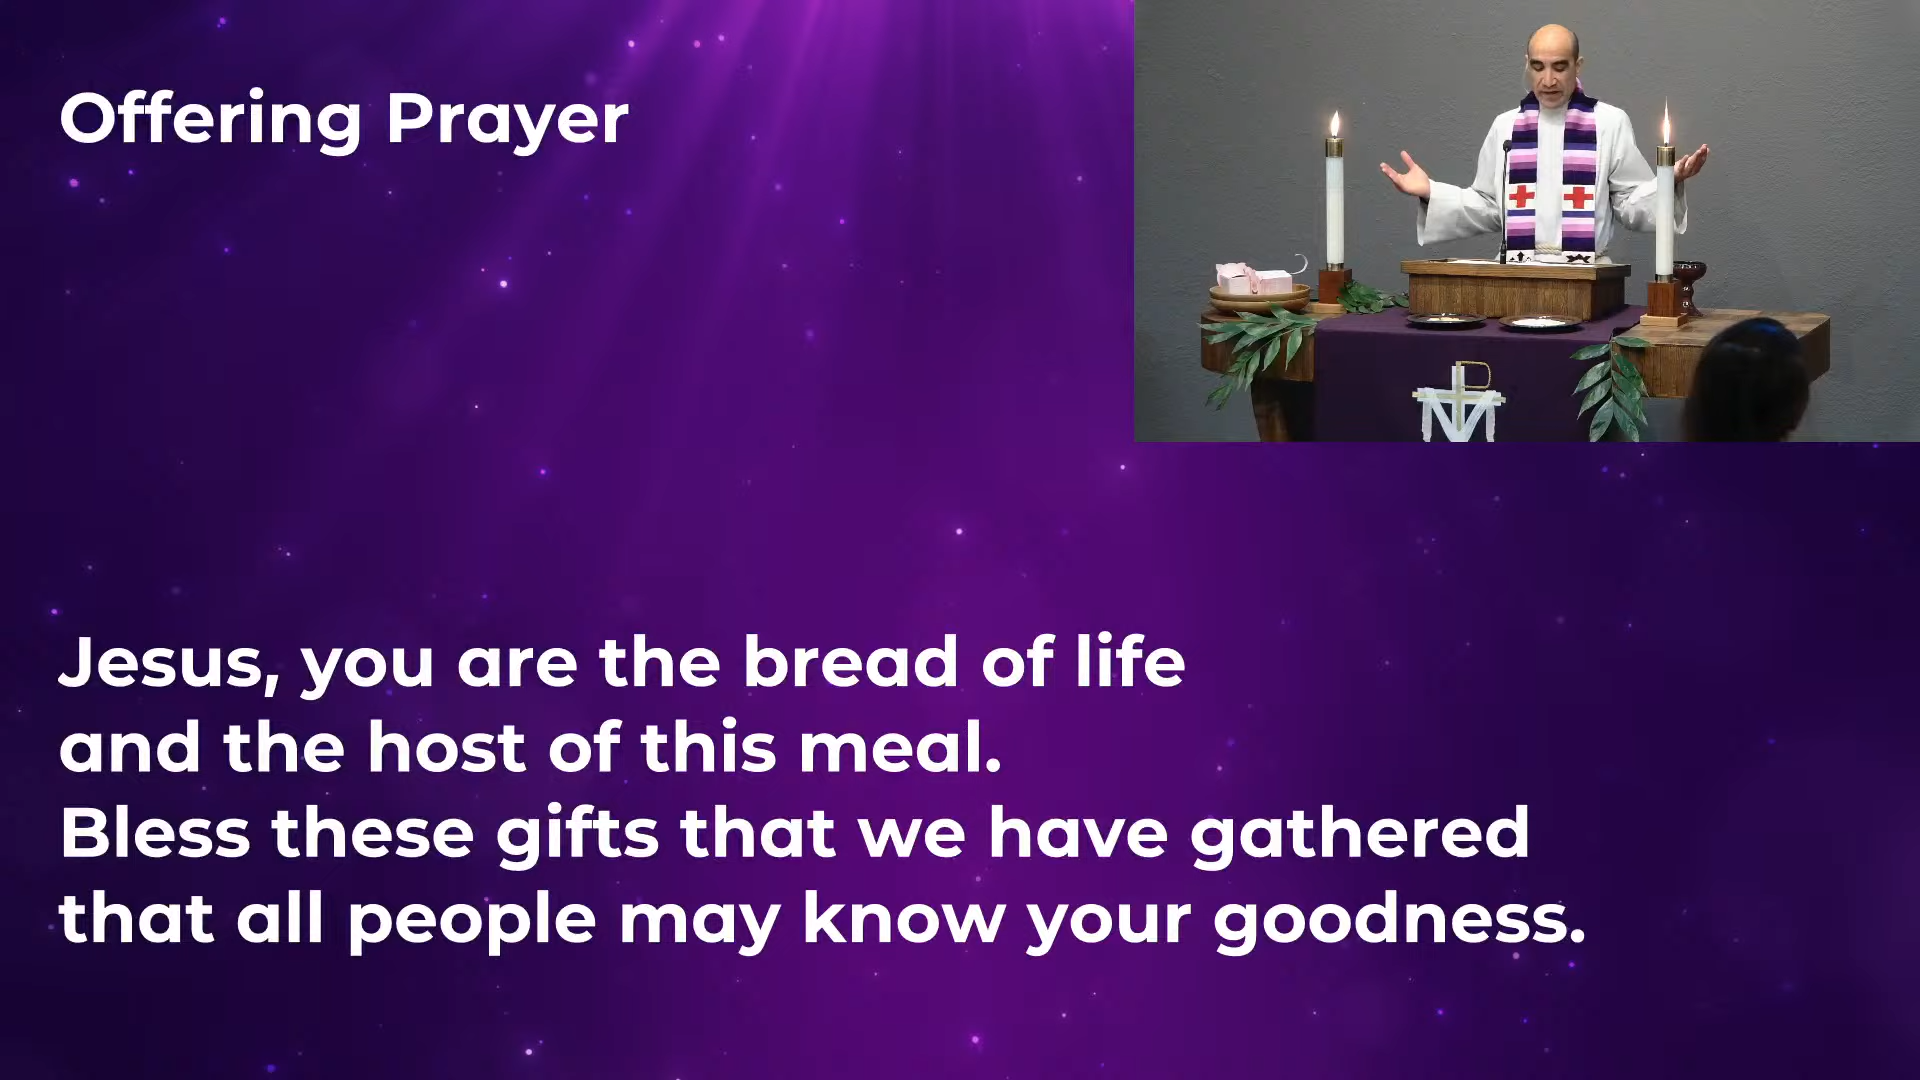 Offering Prayer
Jesus, you are the bread of life
and the host of this meal.
Bless these gifts that we have gathered
that all people may know your goodness.